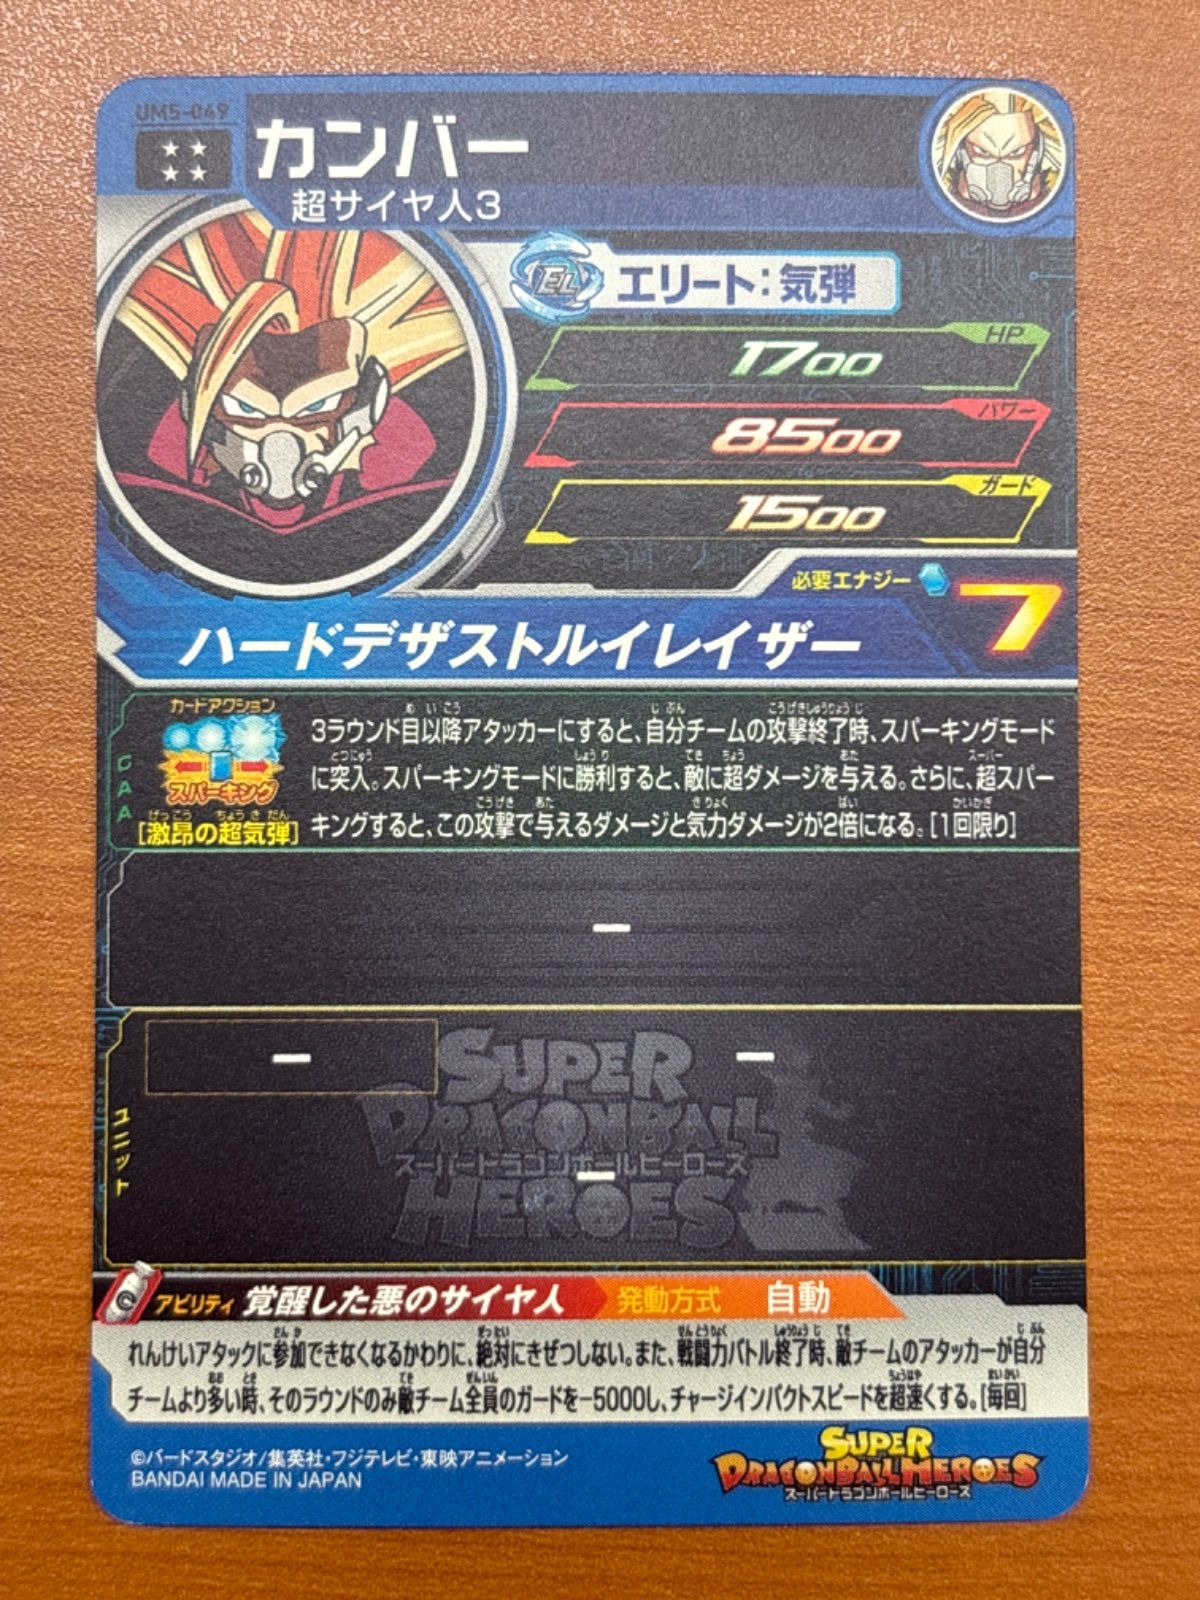 UM5-049
カンバー
超サイヤ人3
EL
エリート:気弾
HP
1700
パワー
8500
ガード
1500
必要エナジー
7
ハードデザストルイレイザー
CAA
カードアクション
スパーキング
[激昂の超気弾]
3ラウンド目以降アタッカーにすると、自分チームの攻撃終了時、スパーキングモード
に突入。スパーキングモードに勝利すると、敵に超ダメージを与える。さらに、超スパー
キングすると、この攻撃で与えるダメージと気力ダメージが2倍になる。[1回限り]
ー
ユニット
ー
ー
ー
SUPER
DRAGONBALL
スーパードラゴンボールヒーローズ
HEROES
アビリティ 覚醒した悪のサイヤ人 発動方式 自動
れんけいアタックに参加できなくなるかわりに、絶対にきぜつしない。また、戦闘力バトル終了時、敵チームのアタッカーが自分
チームより多い時、そのラウンドのみ敵チーム全員のガードを-5000し、チャージインパクトスピードを超速くする。[毎回]
©バードスタジオ/集英社・フジテレビ・東映アニメーション
BANDAI MADE IN JAPAN
SUPER
DRAGONBALL HEROES
スーパードラゴンボールヒーローズ